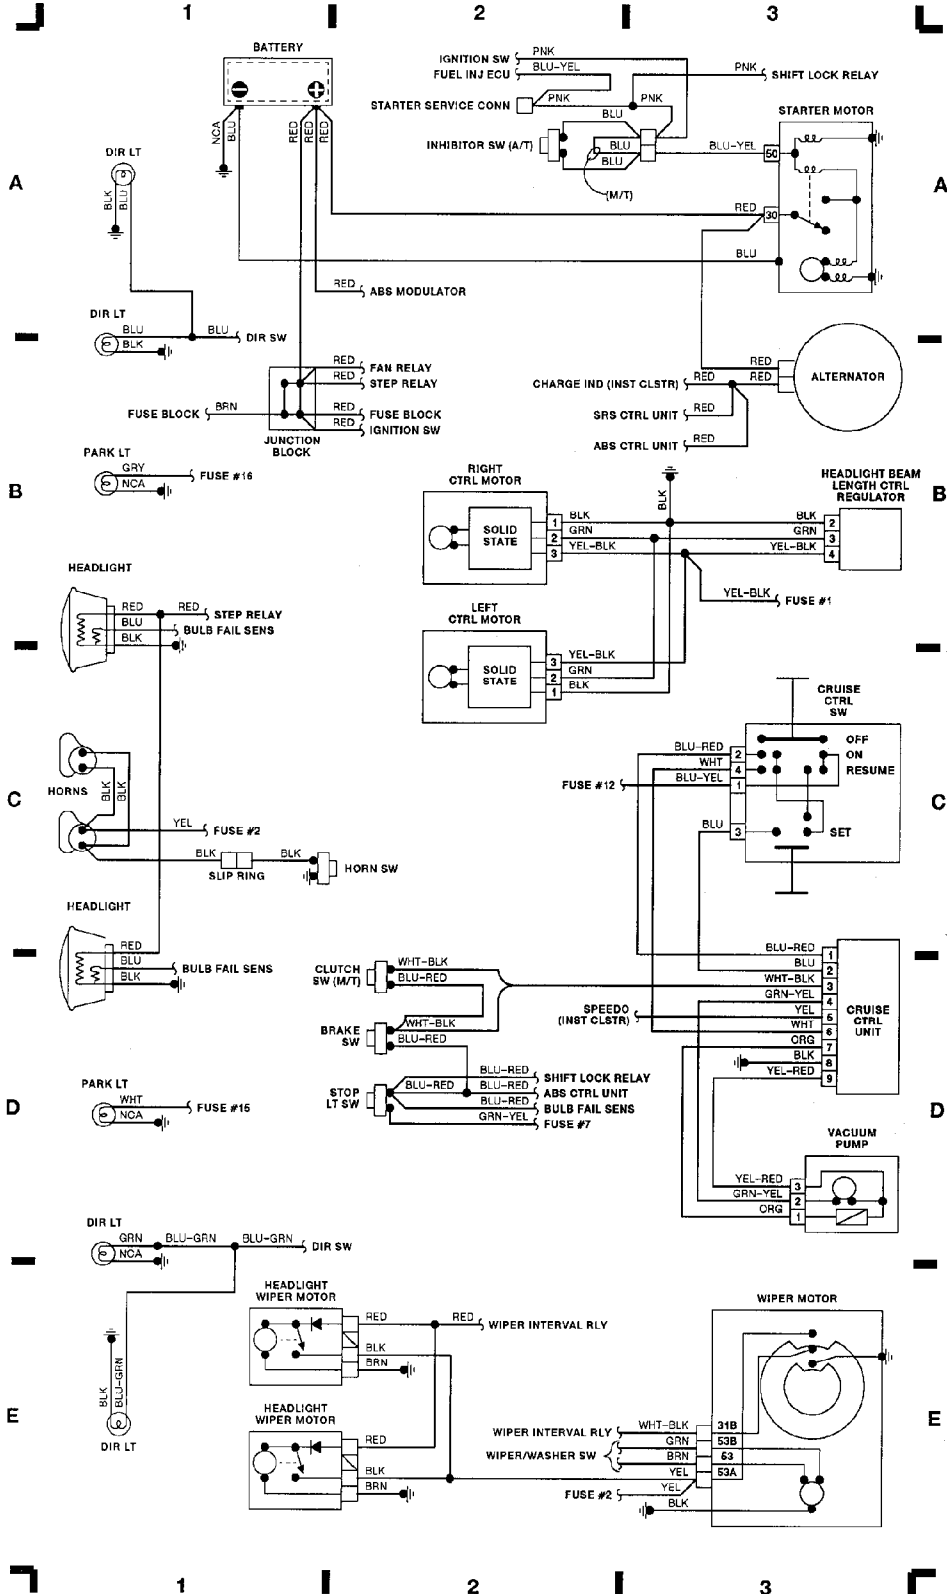 1 2 3
BATTERY
IGNITION SW PNK
FUEL INJ ECU BLU-YEL
PNK SHIFT LOCK RELAY
STARTER SERVICE CONN PNK PNK
STARTER MOTOR
NCA BLU RED RED RED
BLU
INHIBITOR SW (A/T) BLU BLU-YEL 50
BLU
(M/T)
DIR LT
A A
BLK BLU
RED 30
BLU
RED ABS MODULATOR
DIR LT
BLU BLU DIR SW
BLK
RED FAN RELAY
RED STEP RELAY
FUSE BLOCK BRN RED FUSE BLOCK
RED IGNITION SW
JUNCTION
BLOCK
RED
CHARGE IND (INST CLSTR) RED RED
ALTERNATOR
SRS CTRL UNIT RED
ABS CTRL UNIT RED
PARK LT
GRY FUSE #16
NCA
B B
RIGHT
CTRL MOTOR
SOLID
STATE
1 BLK
2 GRN
3 YEL-BLK
BLK
HEADLIGHT BEAM
LENGTH CTRL
REGULATOR
BLK 2
GRN 3
YEL-BLK 4
YEL-BLK FUSE #1
HEADLIGHT
RED RED STEP RELAY
BLU BULB FAIL SENS
BLK
LEFT
CTRL MOTOR
SOLID
STATE
3 YEL-BLK
2 GRN
1 BLK
CRUISE
CTRL
SW
BLU-RED 2
WHT 4
FUSE #12 BLU-YEL 1
BLU 3
OFF
ON
RESUME
SET
C C
HORNS
BLK BLK
YEL FUSE #2
BLK BLK
SLIP RING HORN SW
HEADLIGHT
RED
BLU BULB FAIL SENS
BLK
CLUTCH
SW (M/T)
WHT-BLK
BLU-RED
BRAKE
SW
WHT-BLK
BLU-RED
SPEEDO
(INST CLSTR)
BLU-RED 1
BLU 2
WHT-BLK 3
GRN-YEL 4
YEL 5
WHT 6
ORG 7
BLK 8
YEL-RED 9
CRUISE
CTRL
UNIT
STOP
LT SW
BLU-RED SHIFT LOCK RELAY
BLU-RED BLU-RED ABS CTRL UNIT
BLU-RED BULB FAIL SENS
GRN-YEL FUSE #7
PARK LT
WHT FUSE #15
NCA
D D
VACUUM
PUMP
YEL-RED 3
GRN-YEL 2
ORG 1
DIR LT
GRN BLU-GRN BLU-GRN DIR SW
NCA
HEADLIGHT
WIPER MOTOR
RED RED WIPER INTERVAL RLY
BLK
BRN
WIPER MOTOR
BLK BLU-GRN
DIR LT
E E
HEADLIGHT
WIPER MOTOR
RED
BLK
BRN
WIPER INTERVAL RLY WHT-BLK 31B
GRN 53B
WIPER/WASHER SW BRN 53
YEL 53A
FUSE #2 YEL
BLK
1 2 3